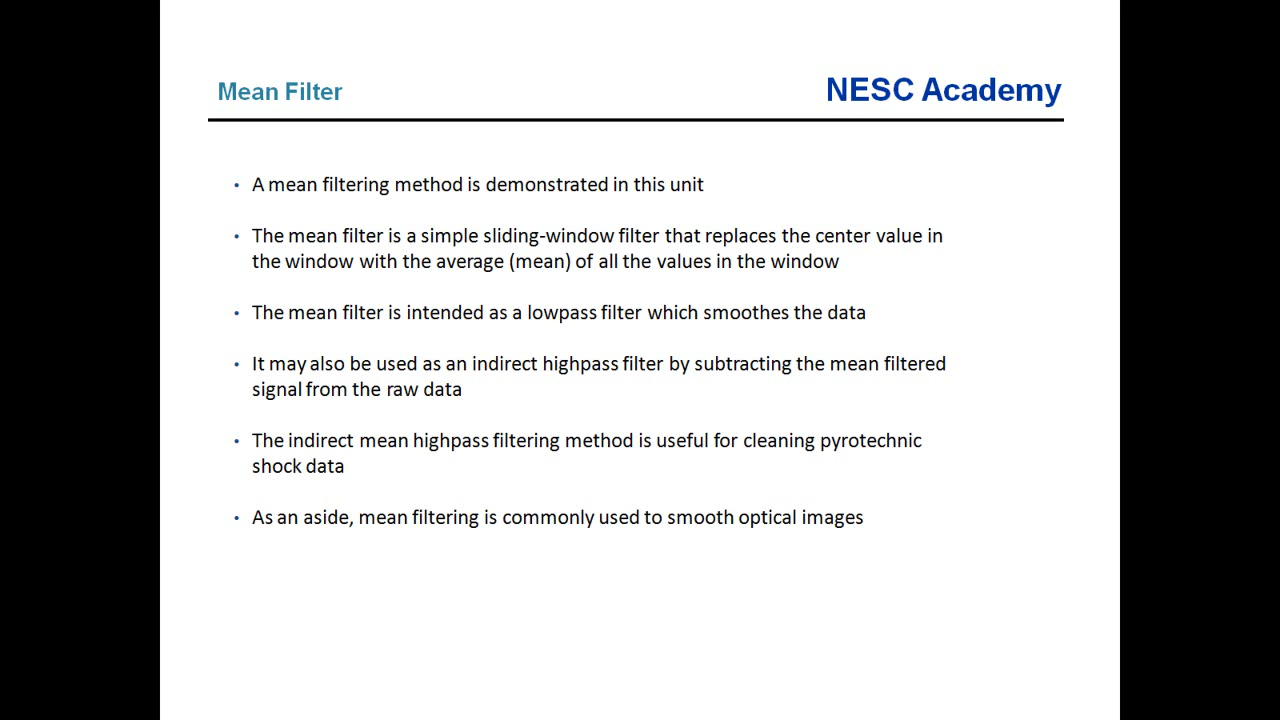 Mean Filter
NESC Academy
• A mean filtering method is demonstrated in this unit
• The mean filter is a simple sliding-window filter that replaces the center value in
the window with the average (mean) of all the values in the window
• The mean filter is intended as a lowpass filter which smoothes the data
• It may also be used as an indirect highpass filter by subtracting the mean filtered
signal from the raw data
• The indirect mean highpass filtering method is useful for cleaning pyrotechnic
shock data
• As an aside, mean filtering is commonly used to smooth optical images